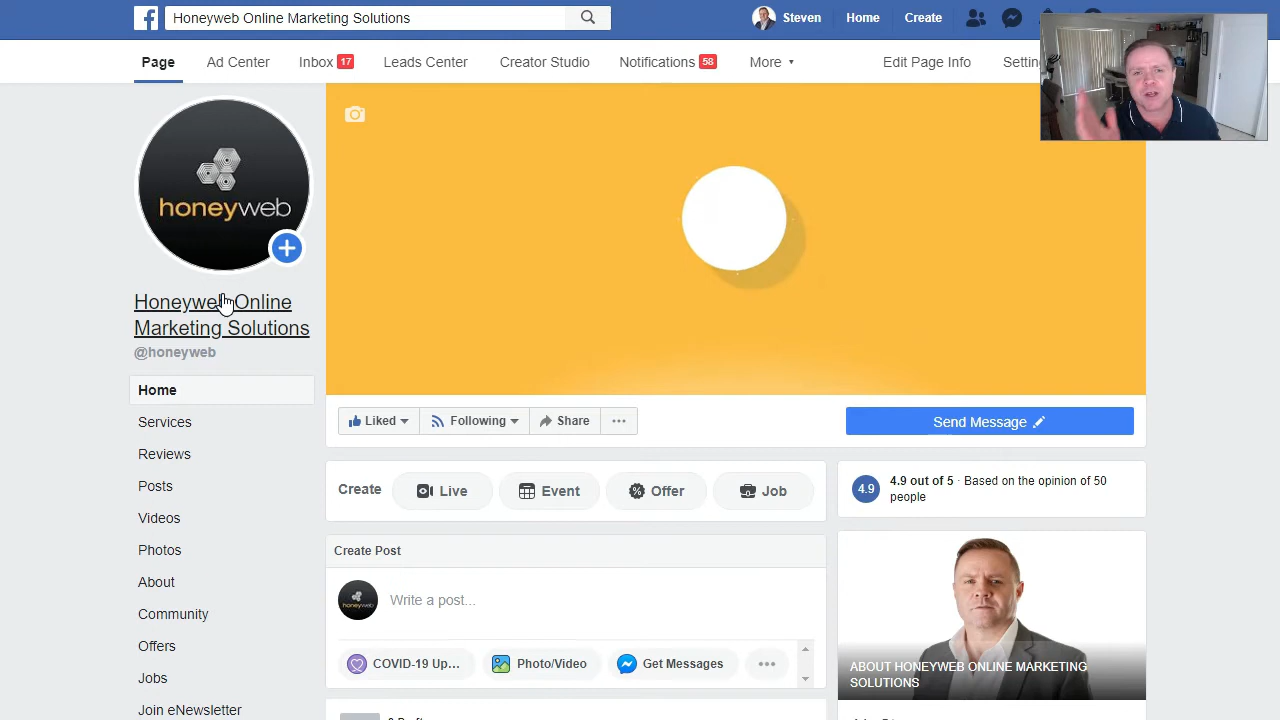 Honeyweb Online Marketing Solutions
Steven
Home
Create
Page
Ad Center
Inbox 17
Leads Center
Creator Studio
Notifications 58
More
Edit Page Info
honeyweb
Honeyweb Online
Marketing Solutions
@honeyweb
Home
Services
Reviews
Posts
Videos
Photos
About
Community
Offers
Jobs
Join eNewsletter
Liked
Following
Share
Send Message
Create
Live
Event
Offer
Job
Create Post
honeyweb
Write a post...
COVID-19 Up...
Photo/Video
Get Messages
4.9
4.9 out of 5 · Based on the opinion of 50
people
ABOUT HONEYWEB ONLINE MARKETING
SOLUTIONS